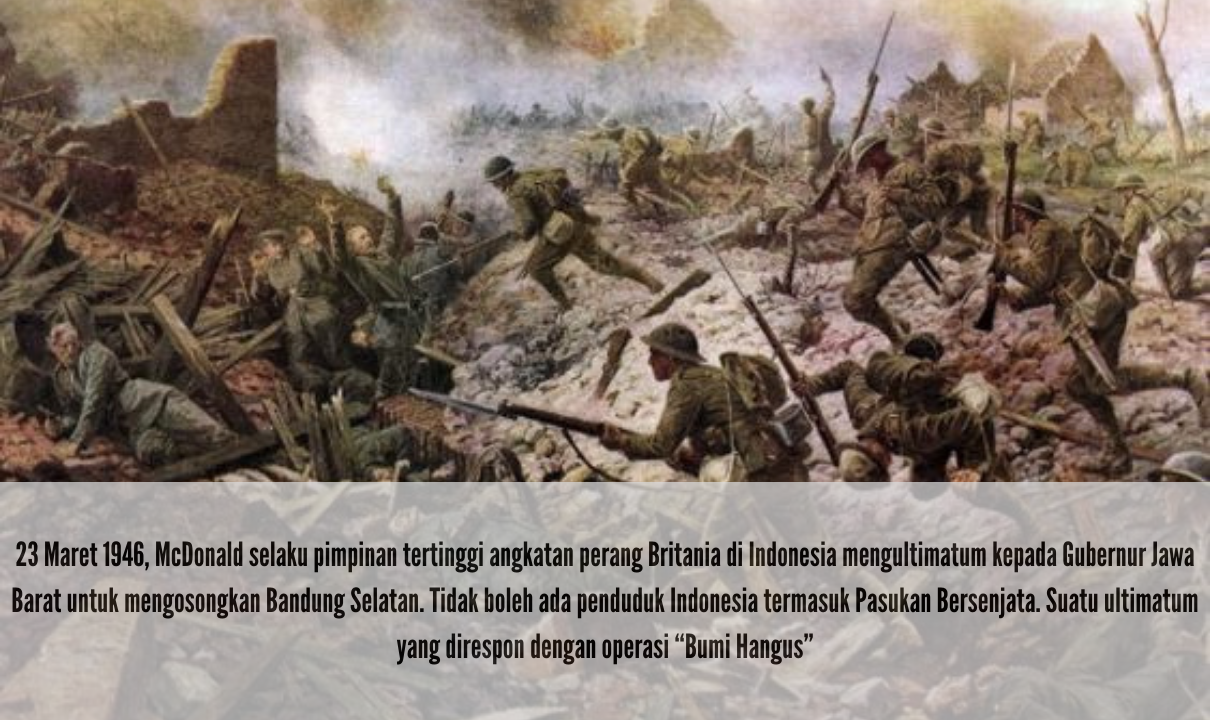 23 Maret 1946, McDonald selaku pimpinan tertinggi angkatan perang Britania di Indonesia mengultimatum kepada Gubernur Jawa
Barat untuk mengosongkan Bandung Selatan. Tidak boleh ada penduduk Indonesia termasuk Pasukan Bersenjata. Suatu ultimatum
yang direspon dengan operasi “Bumi Hangus”